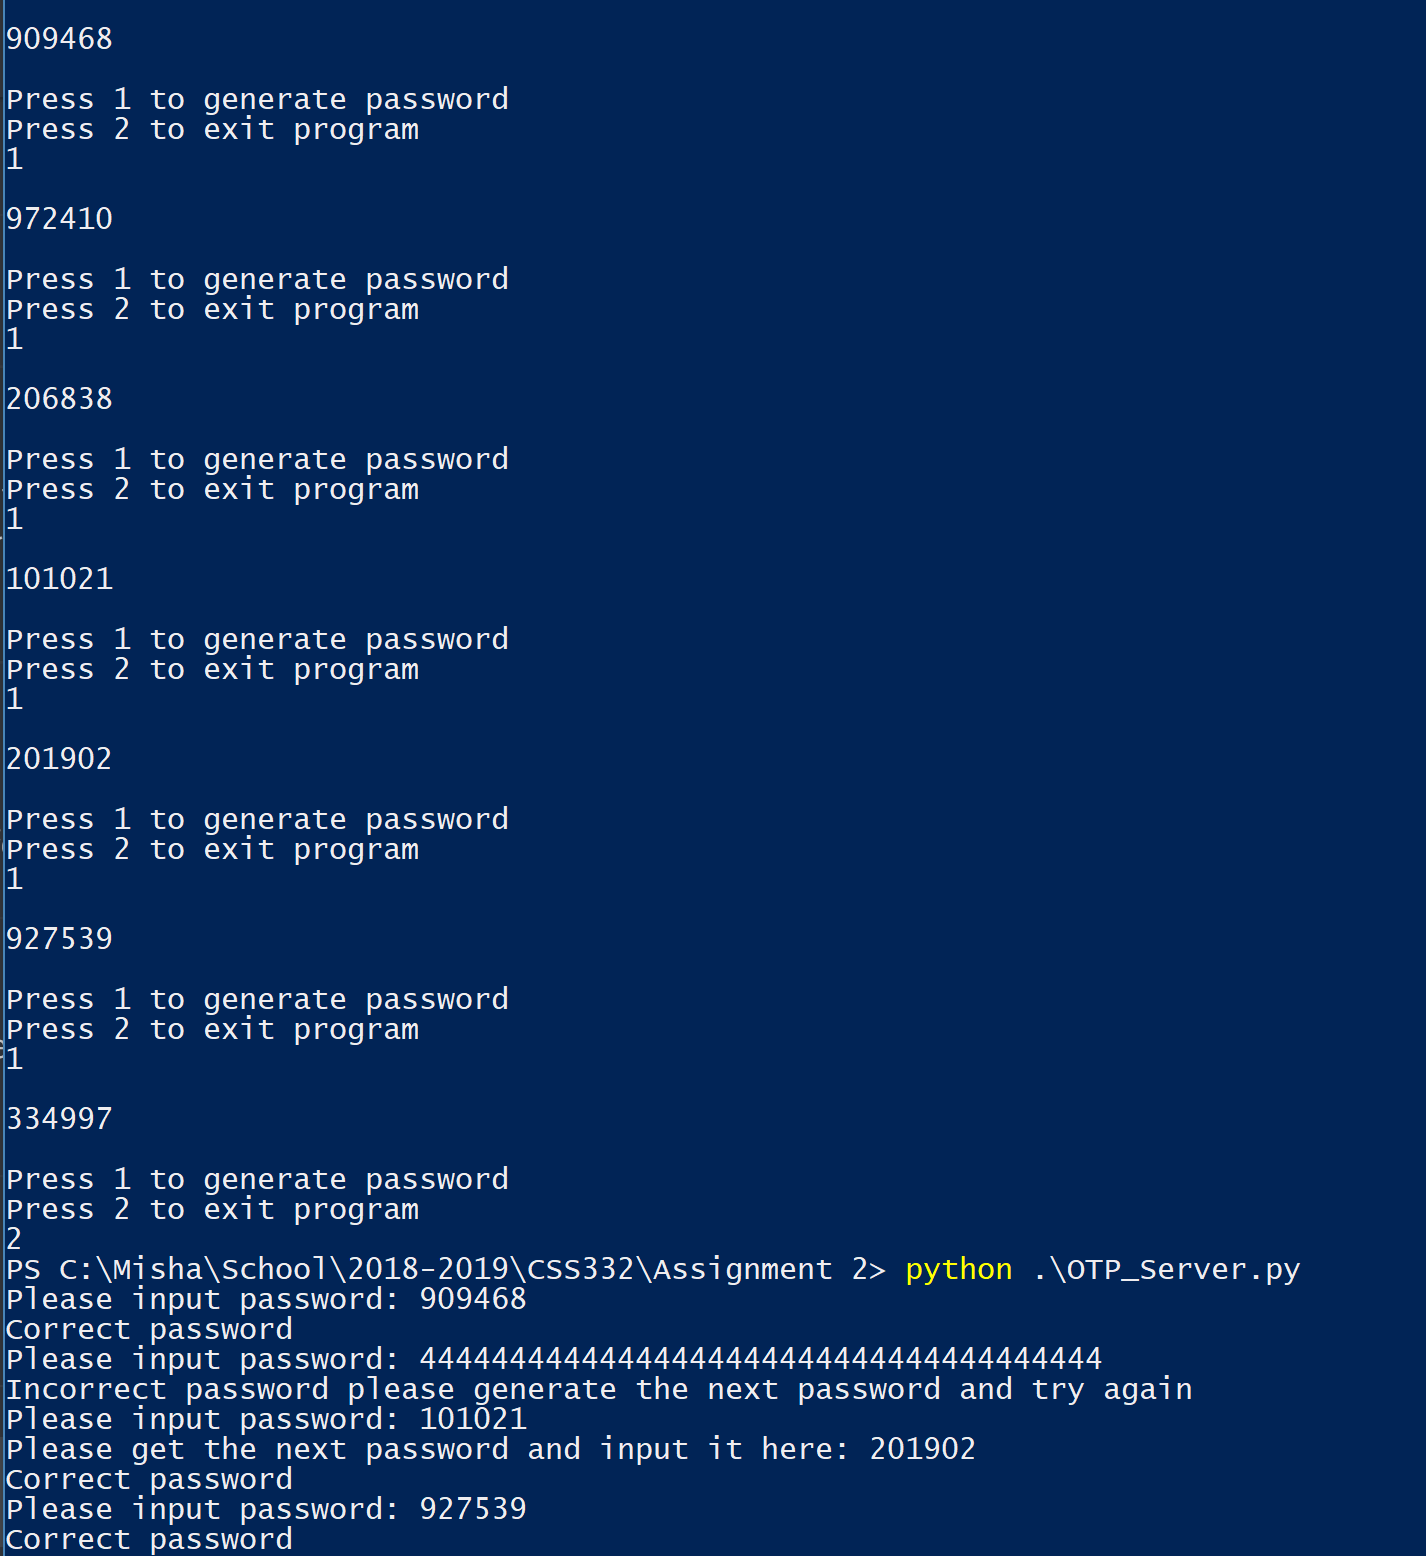 909468
Press 1 to generate password
Press 2 to exit program
1
972410
Press 1 to generate password
Press 2 to exit program
1
206838
Press 1 to generate password
Press 2 to exit program
1
101021
Press 1 to generate password
Press 2 to exit program
1
201902
Press 1 to generate password
Press 2 to exit program
1
927539
Press 1 to generate password
Press 2 to exit program
1
334997
Press 1 to generate password
Press 2 to exit program
2
PS C:\Misha\School\2018-2019\CSS332\Assignment 2> python .\OTP_Server.py
Please input password: 909468
Correct password
Please input password: 44444444444444444444444444444444444444
Incorrect password please generate the next password and try again
Please input password: 101021
Please get the next password and input it here: 201902
Correct password
Please input password: 927539
Correct password